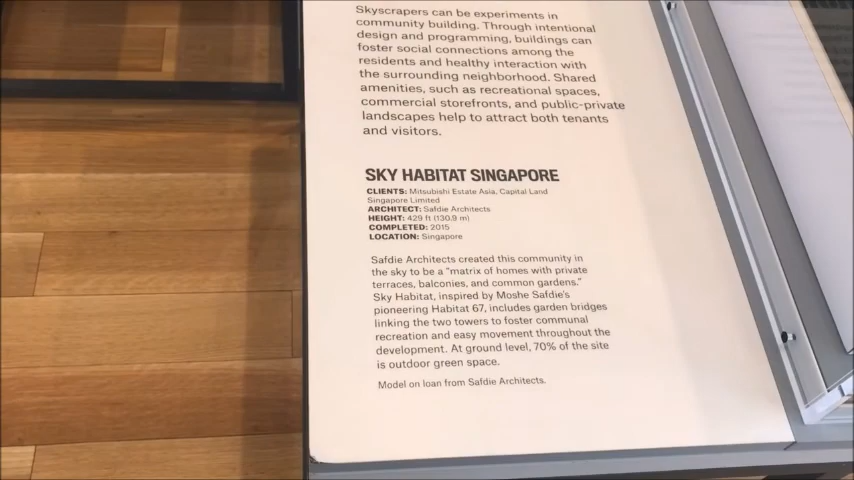 Skyscrapers can be experiments in
community building. Through intentional
design and programming, buildings can
foster social connections among the
residents and healthy interaction with
the surrounding neighborhood. Shared
amenities, such as recreational spaces,
commercial storefronts, and public-private
landscapes help to attract both tenants
and visitors.
SKY HABITAT SINGAPORE
CLIENTS: Mitsubishi Estate Asia, Capital Land
Singapore Limited
ARCHITECT: Safdie Architects
HEIGHT: 429 ft (130.9 m)
COMPLETED: 2015
LOCATION: Singapore
Safdie Architects created this community in
the sky to be a "matrix of homes with private
terraces, balconies, and common gardens."
Sky Habitat, inspired by Moshe Safdie's
pioneering Habitat 67, includes garden bridges
linking the two towers to foster communal
recreation and easy movement throughout the
development. At ground level, 70% of the site
is outdoor green space.
Model on loan from Safdie Architects.